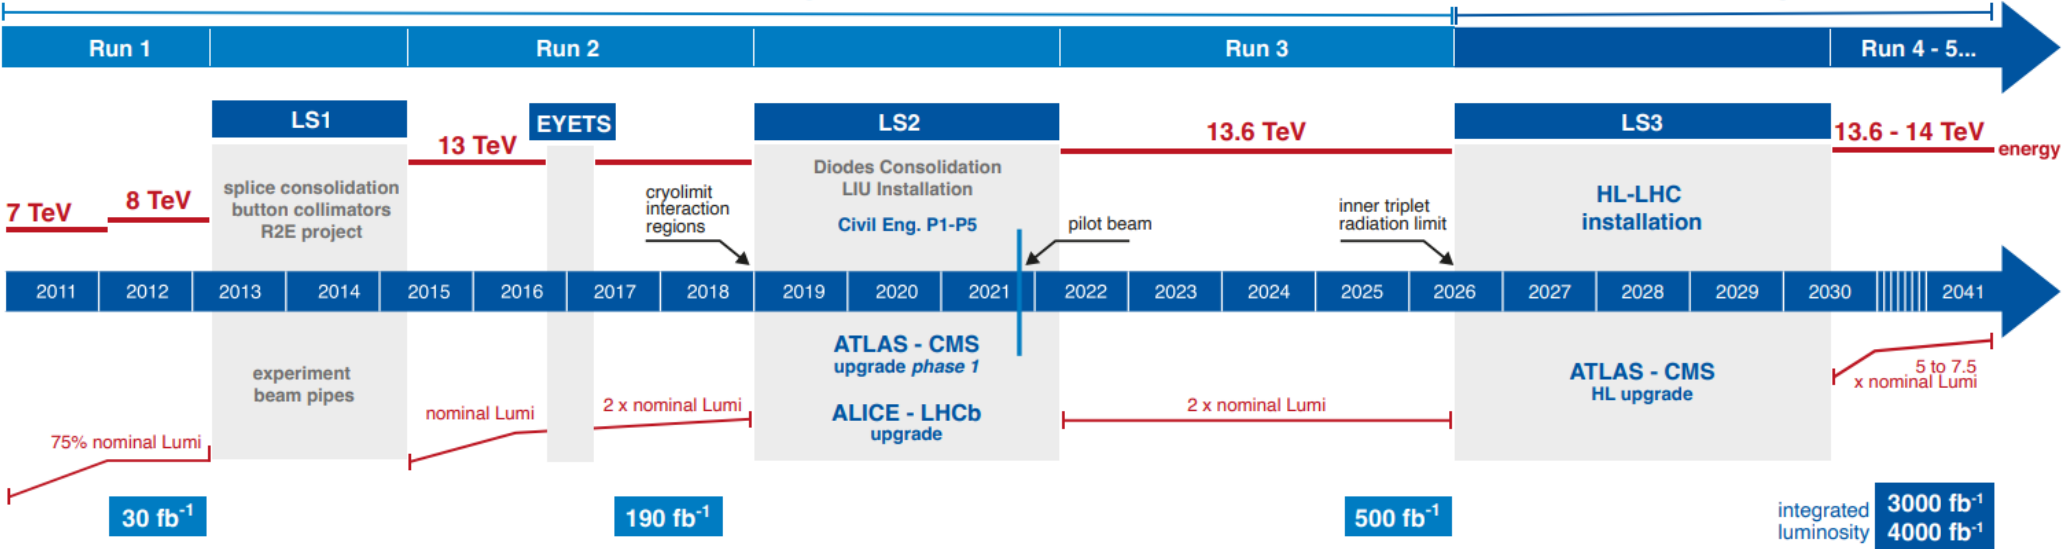 Run 1
Run 2
Run 3
Run 4 - 5...
LS1
EYETS
LS2
LS3
13 TeV
13.6 TeV
13.6 - 14 TeV
energy
7 TeV
8 TeV
splice consolidation
button collimators
R2E project
cryolimit
interaction
regions
Diodes Consolidation
LIU Installation
Civil Eng. P1-P5
pilot beam
inner triplet
radiation limit
HL-LHC
installation
2011 2012 2013 2014 2015 2016 2017 2018 2019 2020 2021 2022 2023 2024 2025 2026 2027 2028 2029 2030 2041
experiment
beam pipes
ATLAS - CMS
upgrade phase 1
ALICE - LHCb
upgrade
ATLAS - CMS
HL upgrade
5 to 7.5
x nominal Lumi
75% nominal Lumi
nominal Lumi
2 x nominal Lumi
2 x nominal Lumi
30 fb⁻¹
190 fb⁻¹
500 fb⁻¹
integrated
luminosity
3000 fb⁻¹
4000 fb⁻¹